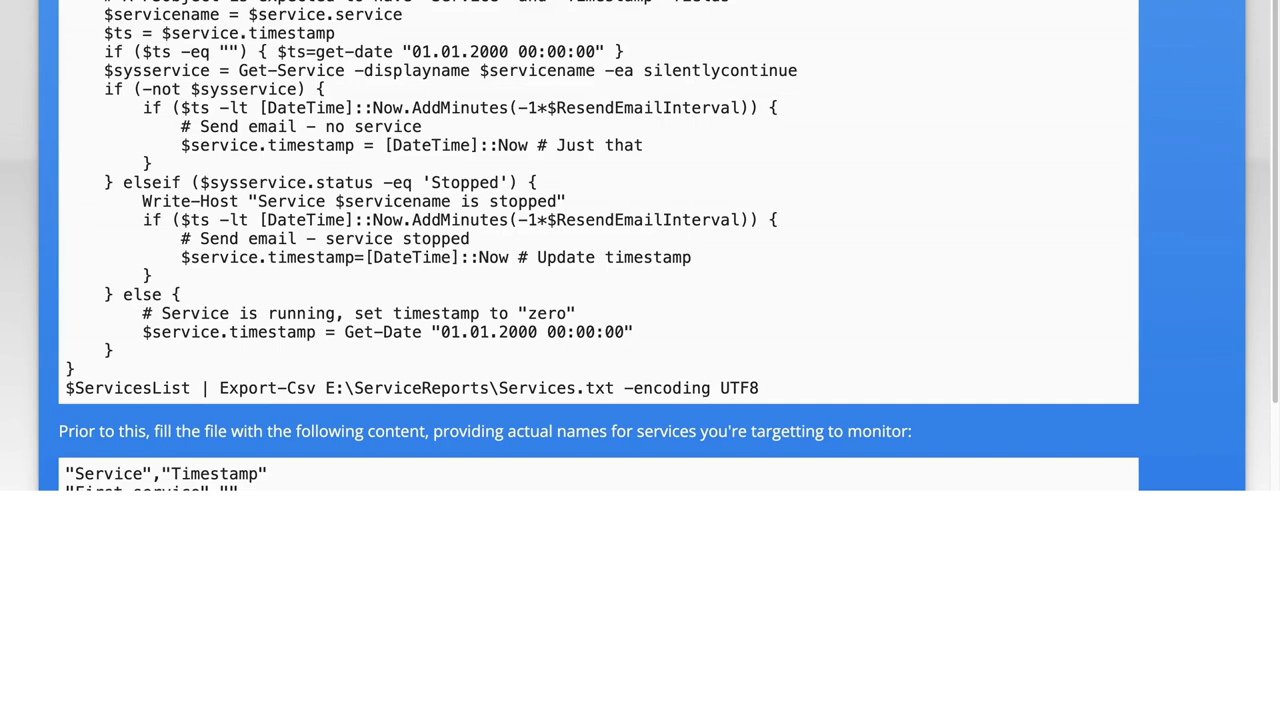 $servicename = $service.service
$ts = $service.timestamp
if ($ts -eq "") { $ts=get-date "01.01.2000 00:00:00" }
$sysservice = Get-Service -displayname $servicename -ea silentlycontinue
if (-not $sysservice) {
if ($ts -lt [DateTime]::Now.AddMinutes(-1*$ResendEmailInterval)) {
# Send email - no service
$service.timestamp = [DateTime]::Now # Just that
}
} elseif ($sysservice.status -eq 'Stopped') {
Write-Host "Service $servicename is stopped"
if ($ts -lt [DateTime]::Now.AddMinutes(-1*$ResendEmailInterval)) {
# Send email - service stopped
$service.timestamp=[DateTime]::Now # Update timestamp
}
} else {
# Service is running, set timestamp to "zero"
$service.timestamp = Get-Date "01.01.2000 00:00:00"
}
}
$ServicesList | Export-Csv E:\ServiceReports\Services.txt -encoding UTF8
Prior to this, fill the file with the following content, providing actual names for services you're targetting to monitor:
"Service","Timestamp"
"First service",""